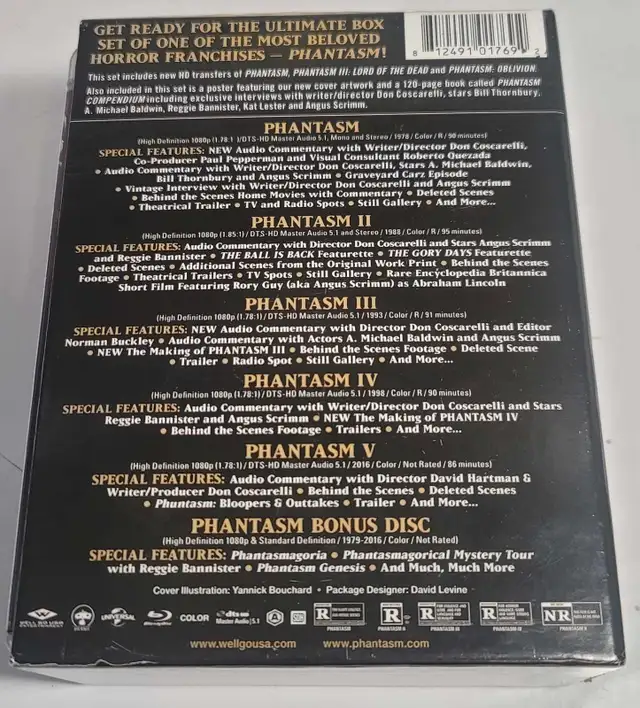 GET READY FOR THE ULTIMATE BOX
SET OF ONE OF THE MOST BELOVED
HORROR FRANCHISES – PHANTASM!
8 12491 01769 2
This set includes new HD transfers of PHANTASM, PHANTASM III: LORD OF THE DEAD and PHANTASM: OBLIVION.
Also included in this set is a poster featuring our new cover artwork and a 120-page book called PHANTASM
COMPENDIUM including exclusive interviews with writer/director Don Coscarelli, stars Bill Thornbury,
A. Michael Baldwin, Reggie Bannister, Kat Lester and Angus Scrimm.
PHANTASM
(High Definition 1080p (1.78:1) / DTS-HD Master Audio 5.1, Mono and Stereo / 1978 / Color / R / 90 minutes)
SPECIAL FEATURES: NEW Audio Commentary with Writer/Director Don Coscarelli,
Co-Producer Paul Pepperman and Visual Consultant Roberto Quezada
• Audio Commentary with Writer/Director Don Coscarelli, Stars A. Michael Baldwin,
Bill Thornbury and Angus Scrimm • Graveyard Carz Episode
• Vintage Interview with Writer/Director Don Coscarelli and Angus Scrimm
• Behind the Scenes Home Movies with Commentary • Deleted Scenes
• Theatrical Trailer • TV and Radio Spots • Still Gallery • And More...
PHANTASM II
(High Definition 1080p (1.85:1) / DTS-HD Master Audio 5.1 and Stereo / 1988 / Color / R / 95 minutes)
SPECIAL FEATURES: Audio Commentary with Director Don Coscarelli and Stars Angus Scrimm
and Reggie Bannister • THE BALL IS BACK Featurette • THE GORY DAYS Featurette
• Deleted Scenes • Additional Scenes from the Original Work Print • Behind the Scenes
Footage • Theatrical Trailers • TV Spots • Still Gallery • Rare Encyclopedia Britannica
Short Film Featuring Rory Guy (aka Angus Scrimm) as Abraham Lincoln
PHANTASM III
(High Definition 1080p (1.78:1) / DTS-HD Master Audio 5.1 / 1993 / Color / R / 91 minutes)
SPECIAL FEATURES: NEW Audio Commentary with Director Don Coscarelli and Editor
Norman Buckley • Audio Commentary with Actors A. Michael Baldwin and Angus Scrimm
• NEW The Making of PHANTASM III • Behind the Scenes Footage • Deleted Scene
• Trailer • Radio Spot • Still Gallery • And More...
PHANTASM IV
(High Definition 1080p (1.78:1) / DTS-HD Master Audio 5.1 / 1998 / Color / R / 90 minutes)
SPECIAL FEATURES: Audio Commentary with Writer/Director Don Coscarelli and Stars
Reggie Bannister and Angus Scrimm • NEW The Making of PHANTASM IV
• Behind the Scenes Footage • Trailers • And More...
PHANTASM V
(High Definition 1080p (1.78:1) / DTS-HD Master Audio 5.1 / 2016 / Color / Not Rated / 86 minutes)
SPECIAL FEATURES: Audio Commentary with Director David Hartman &
Writer/Producer Don Coscarelli • Behind the Scenes • Deleted Scenes
• Phuntasm: Bloopers & Outtakes • Trailer • And More...
PHANTASM BONUS DISC
(High Definition 1080p & Standard Definition / 1979-2016 / Color / Not Rated)
SPECIAL FEATURES: Phantasmagoria • Phantasmagorical Mystery Tour
with Reggie Bannister • Phantasm Genesis • And Much, Much More
Cover Illustration: Yannick Bouchard • Package Designer: David Levine
WELL GO USA UNIVERSAL Blu-ray Disc COLOR dts-HD Master Audio | 5.1 A R R R R NR
www.wellgousa.com www.phantasm.com